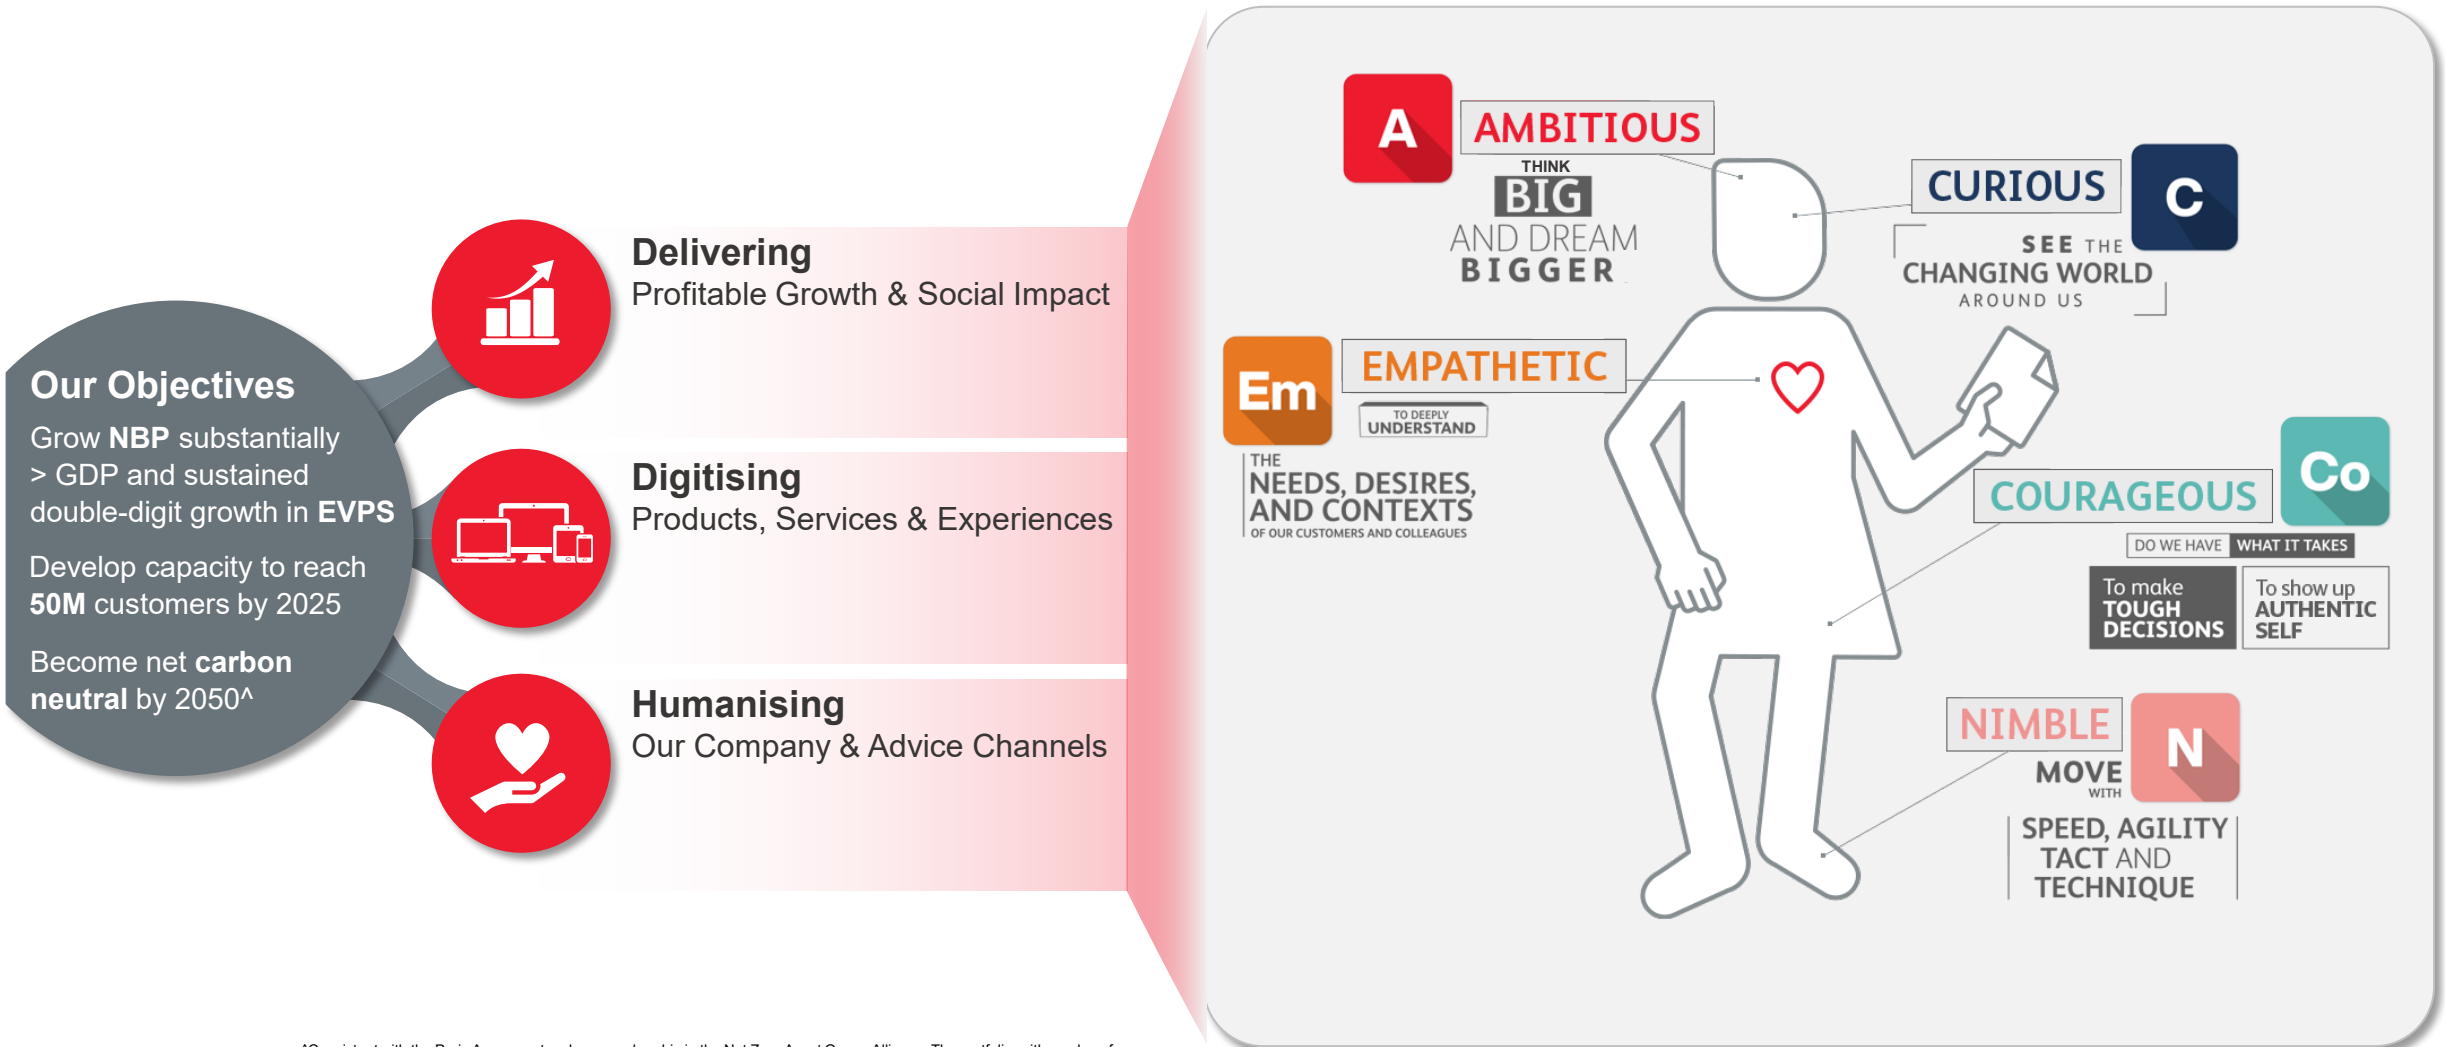 Our Objectives
Grow NBP substantially
> GDP and sustained
double-digit growth in EVPS
Develop capacity to reach
50M customers by 2025
Become net carbon
neutral by 2050^
Delivering
Profitable Growth & Social Impact
Digitising
Products, Services & Experiences
Humanising
Our Company & Advice Channels
A
AMBITIOUS
THINK
BIG
AND DREAM
BIGGER
CURIOUS
C
SEE THE
CHANGING WORLD
AROUND US
Em
EMPATHETIC
TO DEEPLY
UNDERSTAND
THE
NEEDS, DESIRES,
AND CONTEXTS
OF OUR CUSTOMERS AND COLLEAGUES
COURAGEOUS
Co
DO WE HAVE WHAT IT TAKES
To make
TOUGH
DECISIONS
To show up
AUTHENTIC
SELF
NIMBLE
N
MOVE
WITH
SPEED, AGILITY
TACT AND
TECHNIQUE